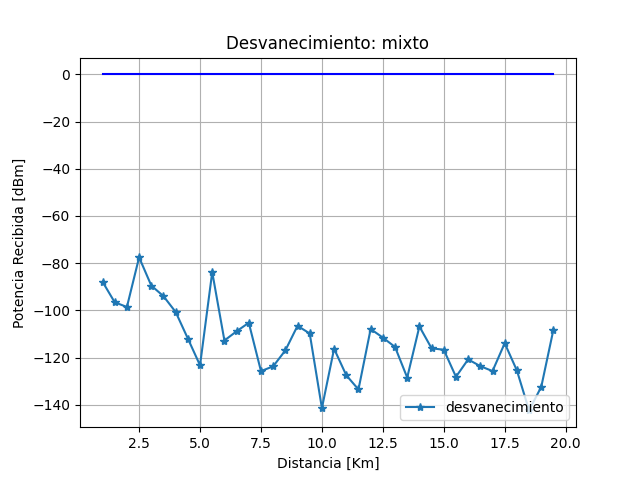 Desvanecimiento: mixto
Potencia Recibida [dBm]
0
−20
−40
−60
−80
−100
−120
−140
desvanecimiento
2.5 5.0 7.5 10.0 12.5 15.0 17.5 20.0
Distancia [Km]